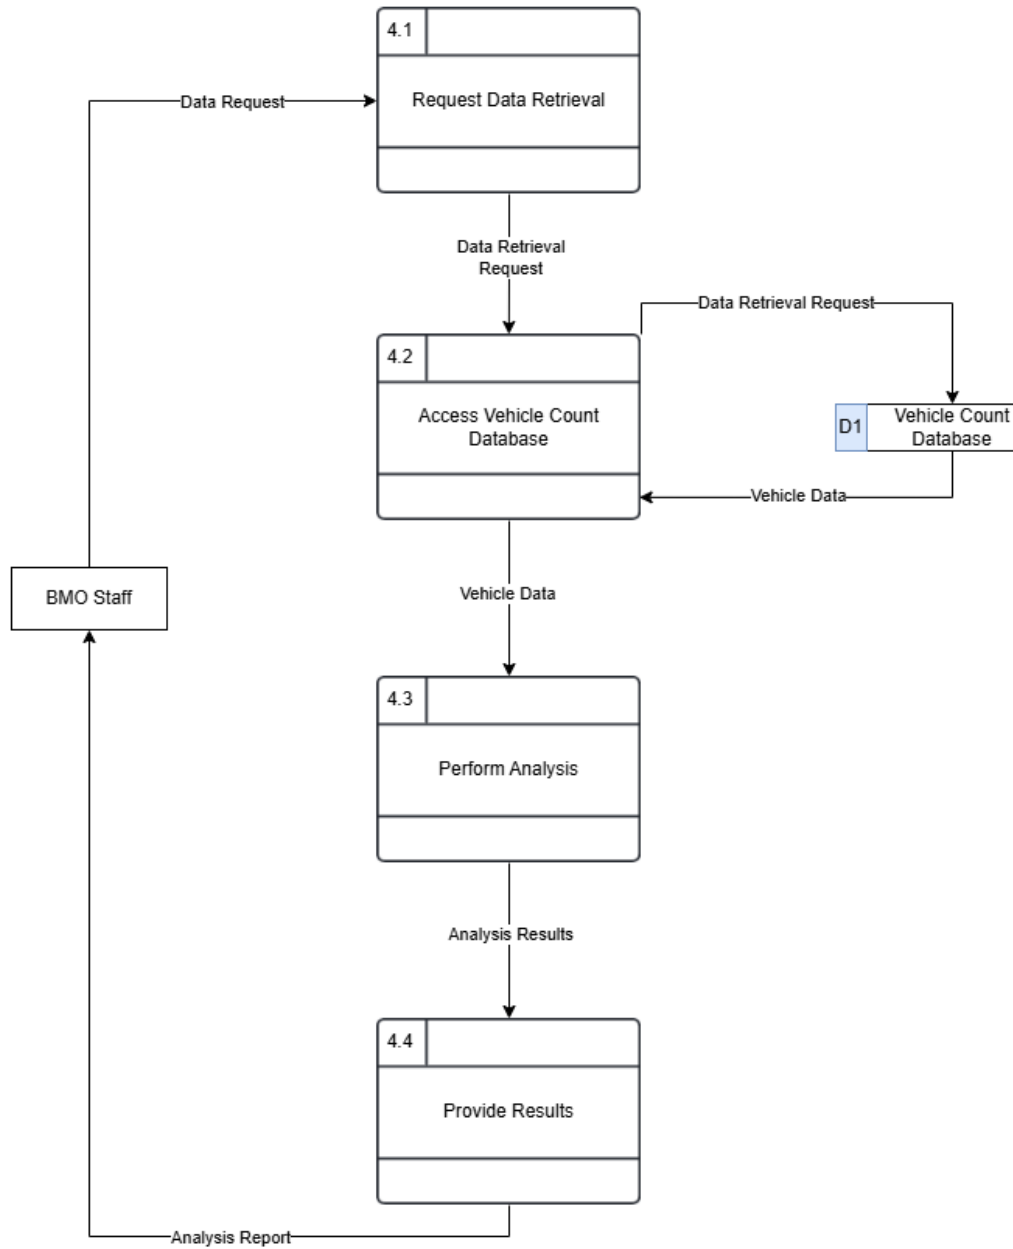 4.1
Data Request
Request Data Retrieval
Data Retrieval
Request
Data Retrieval Request
4.2
Access Vehicle Count
Database
D1
Vehicle Count
Database
Vehicle Data
Vehicle Data
BMO Staff
4.3
Perform Analysis
Analysis Results
4.4
Provide Results
Analysis Report